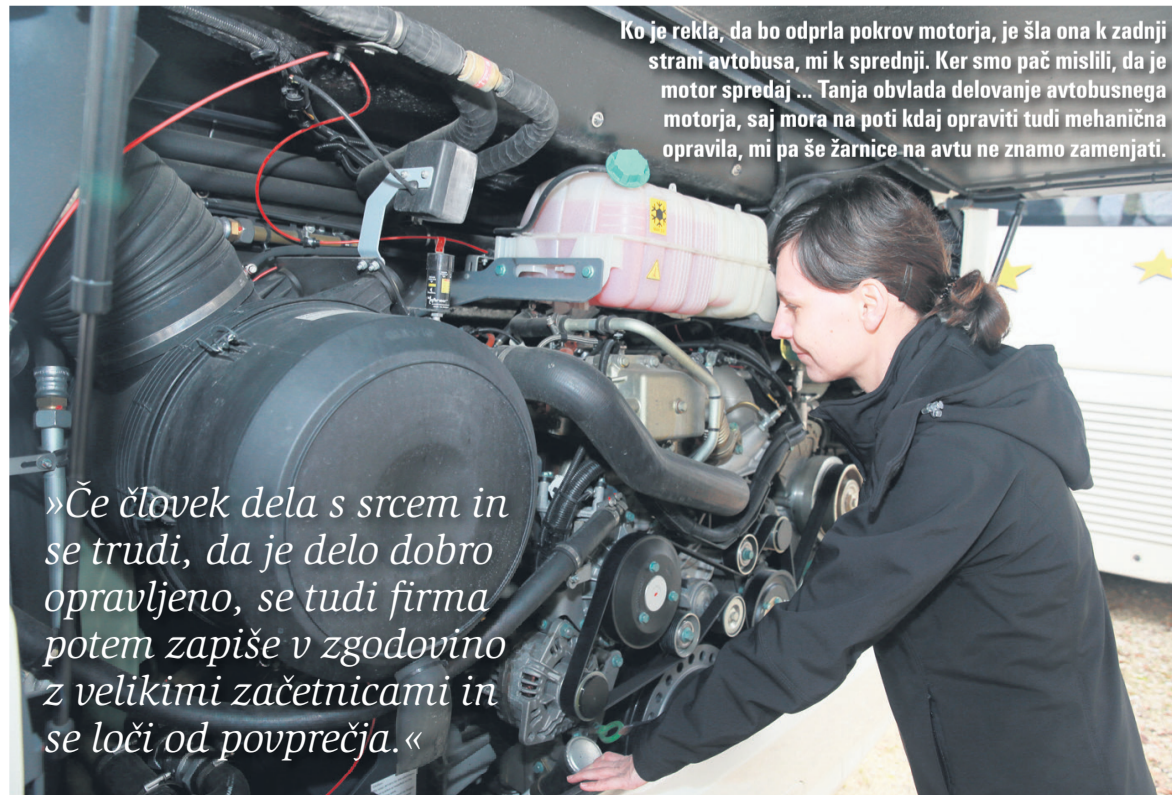 Ko je rekla, da bo odprla pokrov motorja, je šla ona k zadnji
strani avtobusa, mi k sprednji. Ker smo pač mislili, da je
motor spredaj ... Tanja obvlada delovanje avtobusnega
motorja, saj mora na poti kdaj opraviti tudi mehanična
opravila, mi pa še žarnice na avtu ne znamo zamenjati.
»Če človek dela s srcem in
se trudi, da je delo dobro
opravljeno, se tudi firma
potem zapiše v zgodovino
z velikimi začetnicami in
se loči od povprečja.«